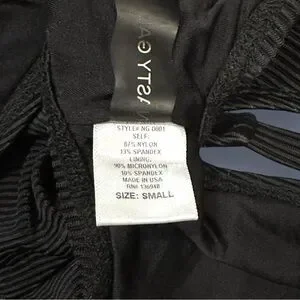 STYLE# NG 0801
SELF:
87% NYLON
13% SPANDEX
LINING:
90% MICRONYLON
10% SPANDEX
MADE IN USA
RN# 136948
SIZE: SMALL